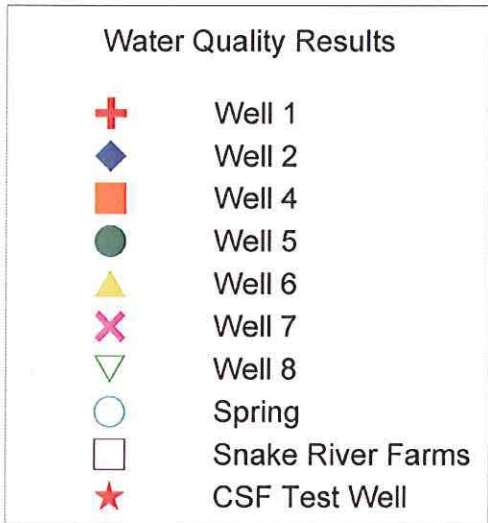 Water Quality Results
Well 1
Well 2
Well 4
Well 5
Well 6
Well 7
Well 8
Spring
Snake River Farms
CSF Test Well